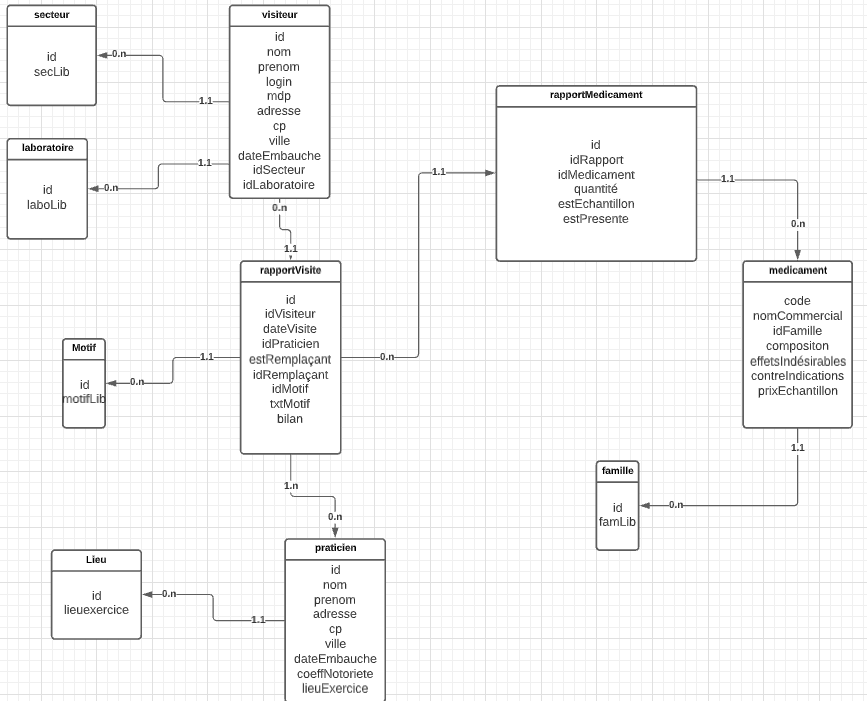 secteur
id
secLib
0.n
1.1
visiteur
id
nom
prenom
login
mdp
adresse
cp
ville
dateEmbauche
idSecteur
idLaboratoire
laboratoire
id
laboLib
0.n
1.1
0.n
1.1
rapportVisite
id
idVisiteur
dateVisite
idPraticien
estRemplaçant
idRemplaçant
idMotif
txtMotif
bilan
Motif
id
motifLib
0.n
1.1
0.n
1.1
rapportMedicament
id
idRapport
idMedicament
quantité
estEchantillon
estPresente
1.1
0.n
medicament
code
nomCommercial
idFamille
compositon
effetsIndésirables
contreIndications
prixEchantillon
1.1
0.n
famille
id
famLib
1.n
0.n
praticien
id
nom
prenom
adresse
cp
ville
dateEmbauche
coeffNotoriete
lieuExercice
Lieu
id
lieuexercice
0.n
1.1